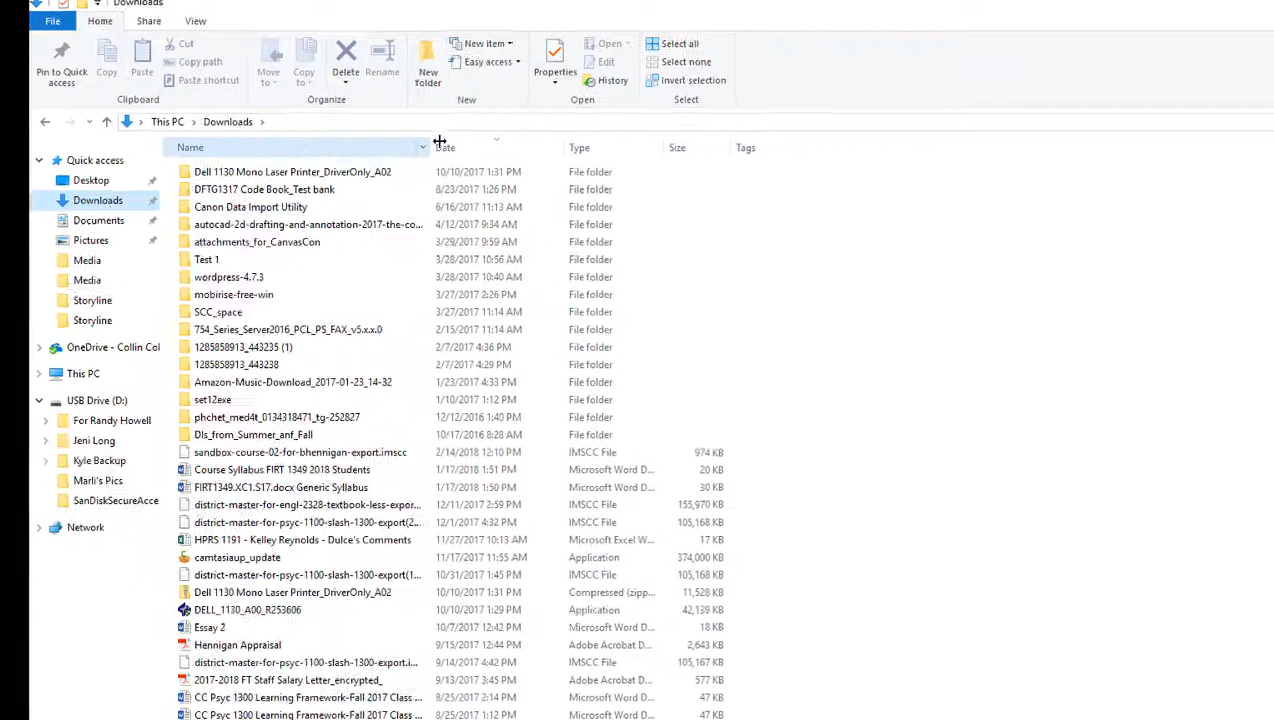 Downloads
File Home Share View
Pin to Quick access
Copy
Paste
Cut
Copy path
Paste shortcut
Clipboard
Move to
Copy to
Delete
Rename
Organize
New folder
New item
Easy access
New
Properties
Open
Edit
History
Open
Select all
Select none
Invert selection
Select
This PC > Downloads >
Name Date Type Size Tags
Quick access
Desktop
Downloads
Documents
Pictures
Media
Media
Storyline
Storyline
OneDrive - Collin Col
This PC
USB Drive (D:)
For Randy Howell
Jeni Long
Kyle Backup
Marli's Pics
SanDiskSecureAcce
Network
Dell 1130 Mono Laser Printer_DriverOnly_A02 10/10/2017 1:31 PM File folder
DFTG1317 Code Book_Test bank 8/23/2017 1:26 PM File folder
Canon Data Import Utility 6/16/2017 11:13 AM File folder
autocad-2d-drafting-and-annotation-2017-the-co... 4/12/2017 9:34 AM File folder
attachments_for_CanvasCon 3/29/2017 9:59 AM File folder
Test 1 3/28/2017 10:56 AM File folder
wordpress-4.7.3 3/28/2017 10:40 AM File folder
mobirise-free-win 3/27/2017 2:26 PM File folder
SCC_space 3/27/2017 11:14 AM File folder
754_Series_Server2016_PCL_PS_FAX_v5.x.x.0 2/15/2017 11:14 AM File folder
1285858913_443235 (1) 2/7/2017 4:36 PM File folder
1285858913_443238 2/7/2017 4:29 PM File folder
Amazon-Music-Download_2017-01-23_14-32 1/23/2017 4:33 PM File folder
set12exe 1/10/2017 1:12 PM File folder
phchet_med4t_0134318471_tg-252827 12/12/2016 1:40 PM File folder
Dls_from_Summer_anf_Fall 10/17/2016 8:28 AM File folder
sandbox-course-02-for-bhennigan-export.imscc 2/14/2018 12:10 PM IMSCC File 974 KB
Course Syllabus FIRT 1349 2018 Students 1/17/2018 1:51 PM Microsoft Word D... 20 KB
FIRT1349.XC1.S17.docx Generic Syllabus 1/17/2018 1:50 PM Microsoft Word D... 30 KB
district-master-for-engl-2328-textbook-less-expor... 12/11/2017 2:59 PM IMSCC File 155,970 KB
district-master-for-psyc-1100-slash-1300-export(2... 12/1/2017 4:32 PM IMSCC File 105,168 KB
HPRS 1191 - Kelley Reynolds - Dulce's Comments 11/27/2017 10:13 AM Microsoft Excel W... 17 KB
camtasiaup_update 11/17/2017 11:55 AM Application 374,000 KB
district-master-for-psyc-1100-slash-1300-export(1... 10/31/2017 1:45 PM IMSCC File 105,168 KB
Dell 1130 Mono Laser Printer_DriverOnly_A02 10/10/2017 1:31 PM Compressed (zipp... 11,528 KB
DELL_1130_A00_R253606 10/10/2017 1:29 PM Application 42,139 KB
Essay 2 10/7/2017 12:42 PM Microsoft Word D... 18 KB
Hennigan Appraisal 9/15/2017 12:44 PM Adobe Acrobat D... 2,643 KB
district-master-for-psyc-1100-slash-1300-export.i... 9/14/2017 4:42 PM IMSCC File 105,167 KB
2017-2018 FT Staff Salary Letter_encrypted_ 9/13/2017 3:45 PM Adobe Acrobat D... 577 KB
CC Psyc 1300 Learning Framework-Fall 2017 Class ... 8/25/2017 2:14 PM Microsoft Word D... 47 KB
CC Psyc 1300 Learning Framework-Fall 2017 Class ... 8/25/2017 1:12 PM Microsoft Word D... 47 KB